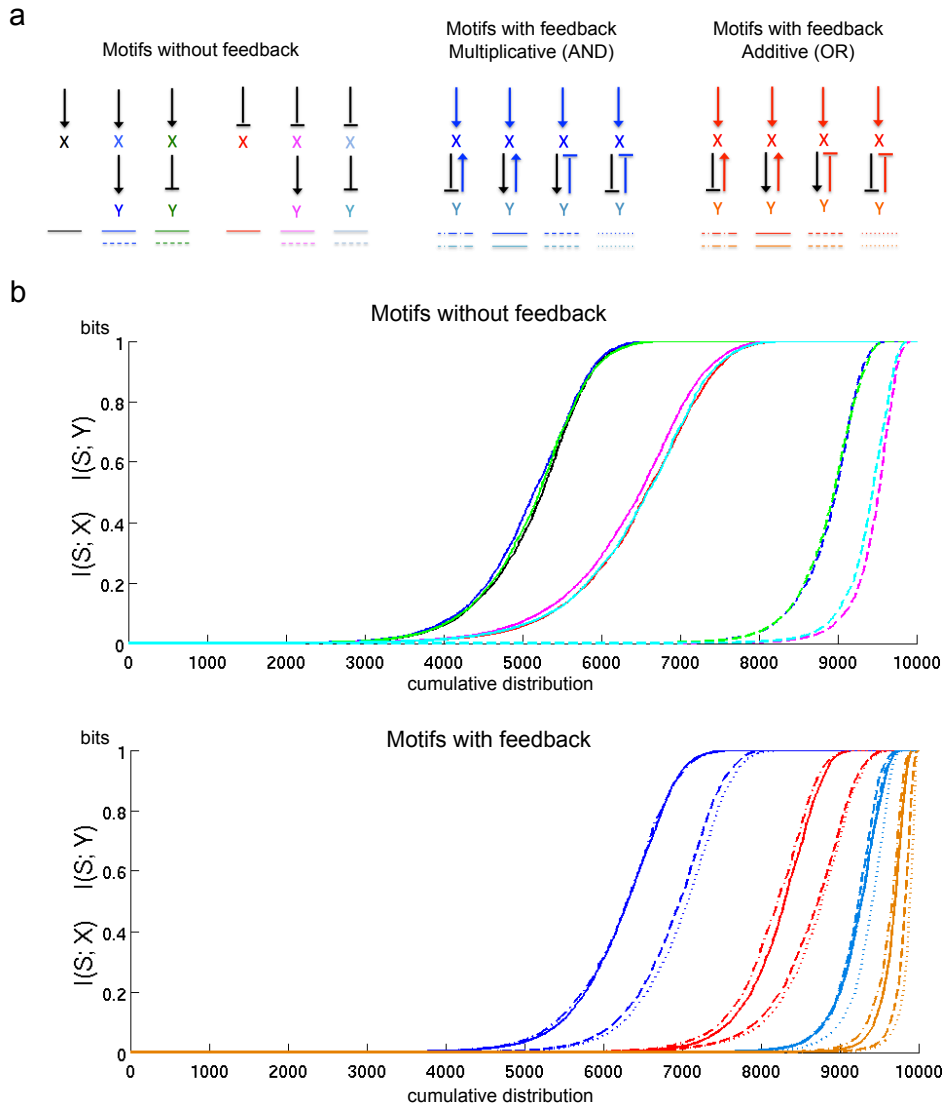 a
Motifs without feedback
Motifs with feedback
Multiplicative (AND)
Motifs with feedback
Additive (OR)
X X X X X X
Y Y Y Y
X X X X
Y Y Y Y
X X X X
Y Y Y Y
b
Motifs without feedback
bits
I(S; X) I(S; Y)
1
0.8
0.6
0.4
0.2
0
0 1000 2000 3000 4000 5000 6000 7000 8000 9000 10000
cumulative distribution
Motifs with feedback
bits
I(S; X) I(S; Y)
1
0.8
0.6
0.4
0.2
0
0 1000 2000 3000 4000 5000 6000 7000 8000 9000 10000
cumulative distribution